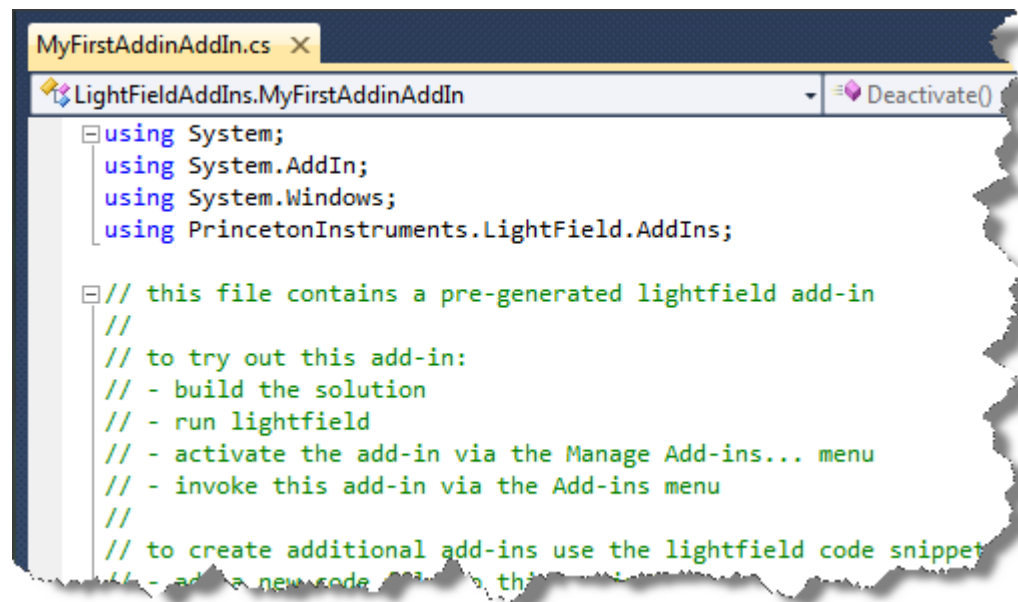 MyFirstAddinAddIn.cs
LightFieldAddIns.MyFirstAddinAddIn
Deactivate()
using System;
using System.AddIn;
using System.Windows;
using PrincetonInstruments.LightField.AddIns;
// this file contains a pre-generated lightfield add-in
//
// to try out this add-in:
// - build the solution
// - run lightfield
// - activate the add-in via the Manage Add-ins... menu
// - invoke this add-in via the Add-ins menu
//
// to create additional add-ins use the lightfield code snippet
// - a new code